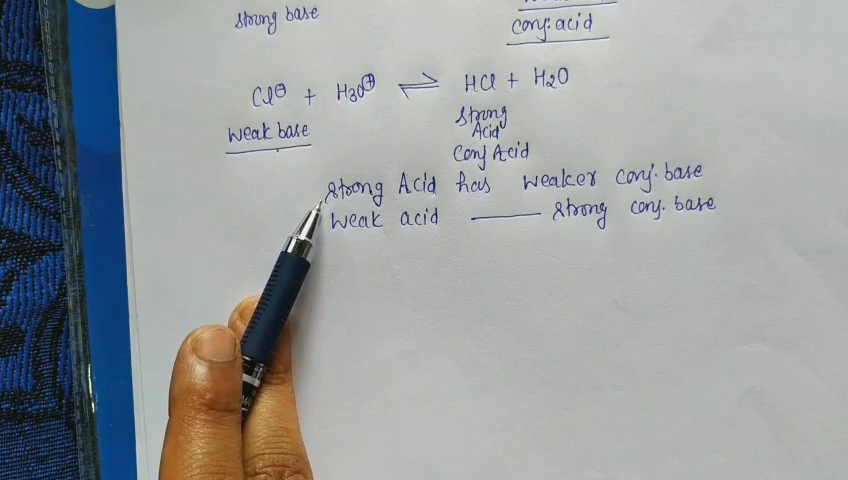 strong base
conj. acid
Cl⊖ + H3O⊕ ⇌ HCl + H2O
weak base
strong
Acid
Conj Acid
strong Acid has weaker conj. base
weak acid —— strong conj. base